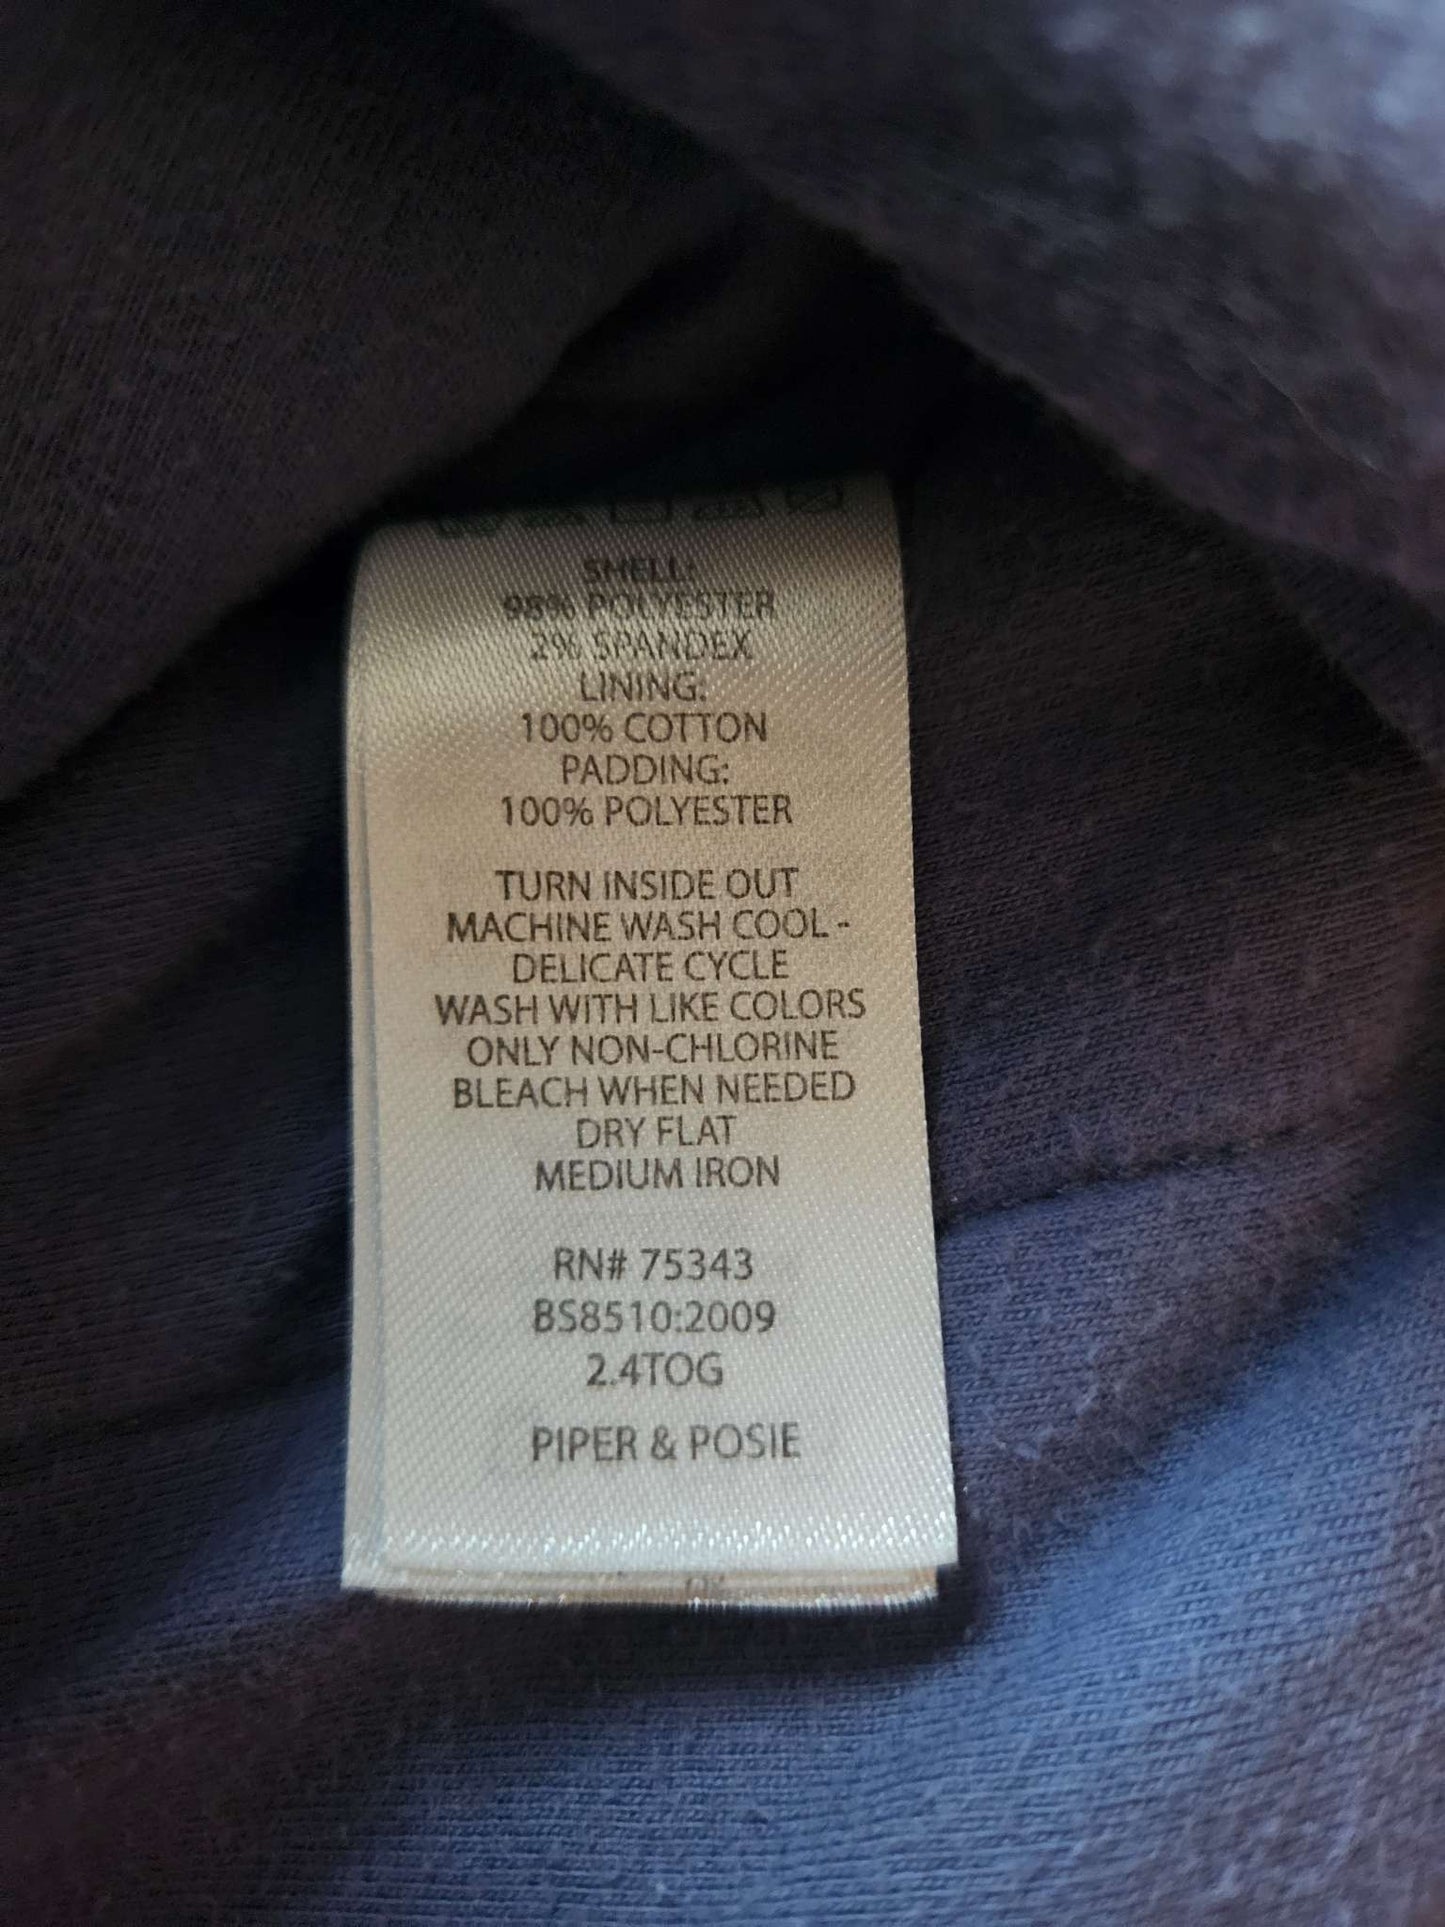 SHELL:
98% POLYESTER
2% SPANDEX
LINING:
100% COTTON
PADDING:
100% POLYESTER
TURN INSIDE OUT
MACHINE WASH COOL -
DELICATE CYCLE
WASH WITH LIKE COLORS
ONLY NON-CHLORINE
BLEACH WHEN NEEDED
DRY FLAT
MEDIUM IRON
RN# 75343
BS8510:2009
2.4TOG
PIPER & POSIE